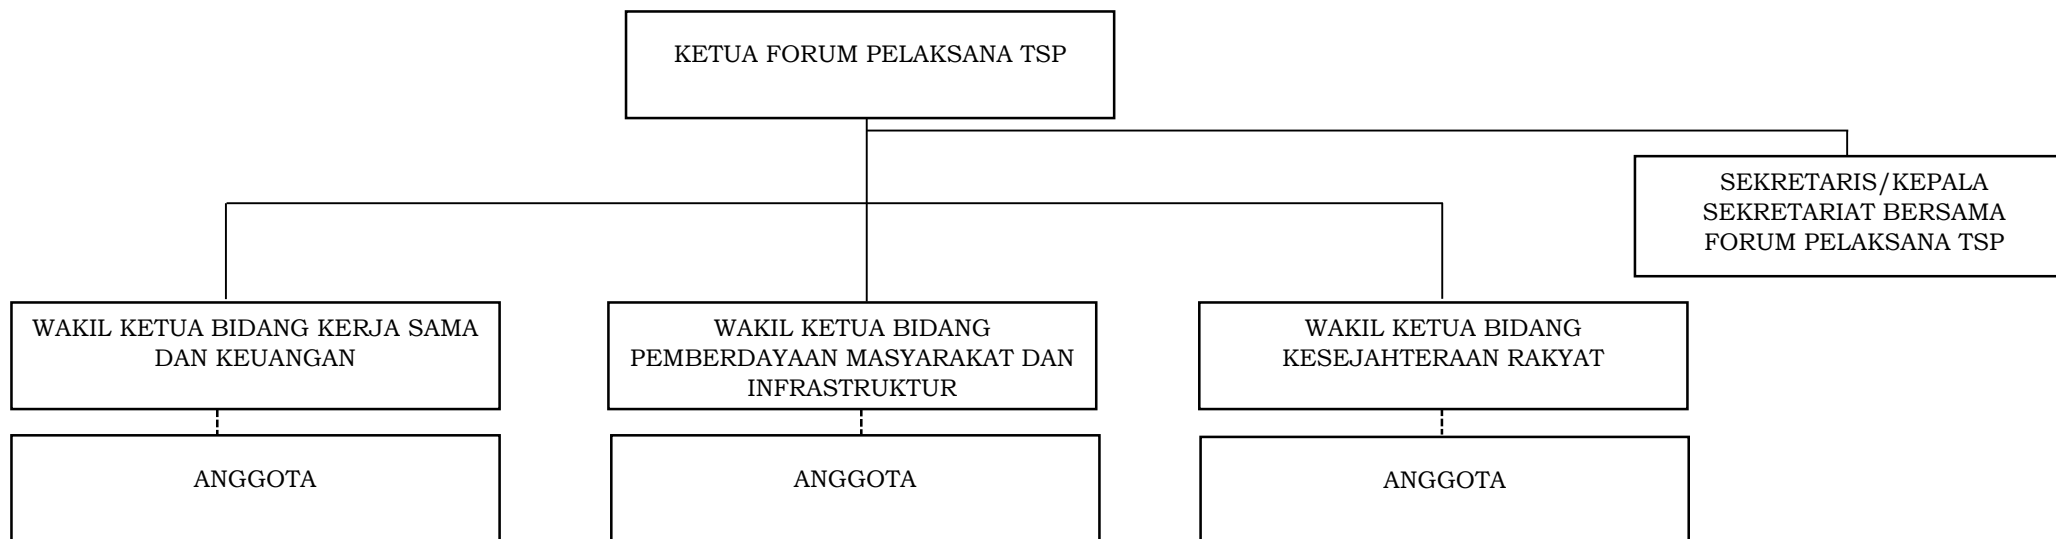 KETUA FORUM PELAKSANA TSP
SEKRETARIS/KEPALA
SEKRETARIAT BERSAMA
FORUM PELAKSANA TSP
WAKIL KETUA BIDANG KERJA SAMA
DAN KEUANGAN
WAKIL KETUA BIDANG
PEMBERDAYAAN MASYARAKAT DAN
INFRASTRUKTUR
WAKIL KETUA BIDANG
KESEJAHTERAAN RAKYAT
ANGGOTA
ANGGOTA
ANGGOTA